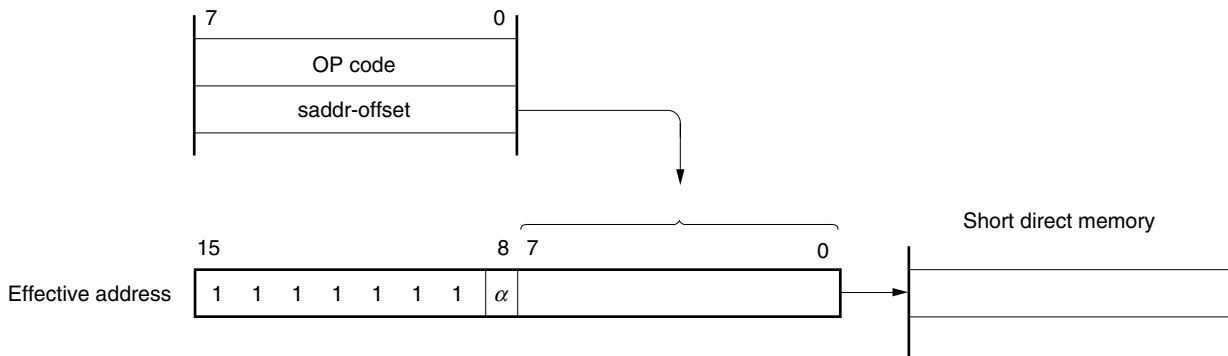 7 0
OP code
saddr-offset
Short direct memory
15 8 7 0
Effective address 1 1 1 1 1 1 1 α